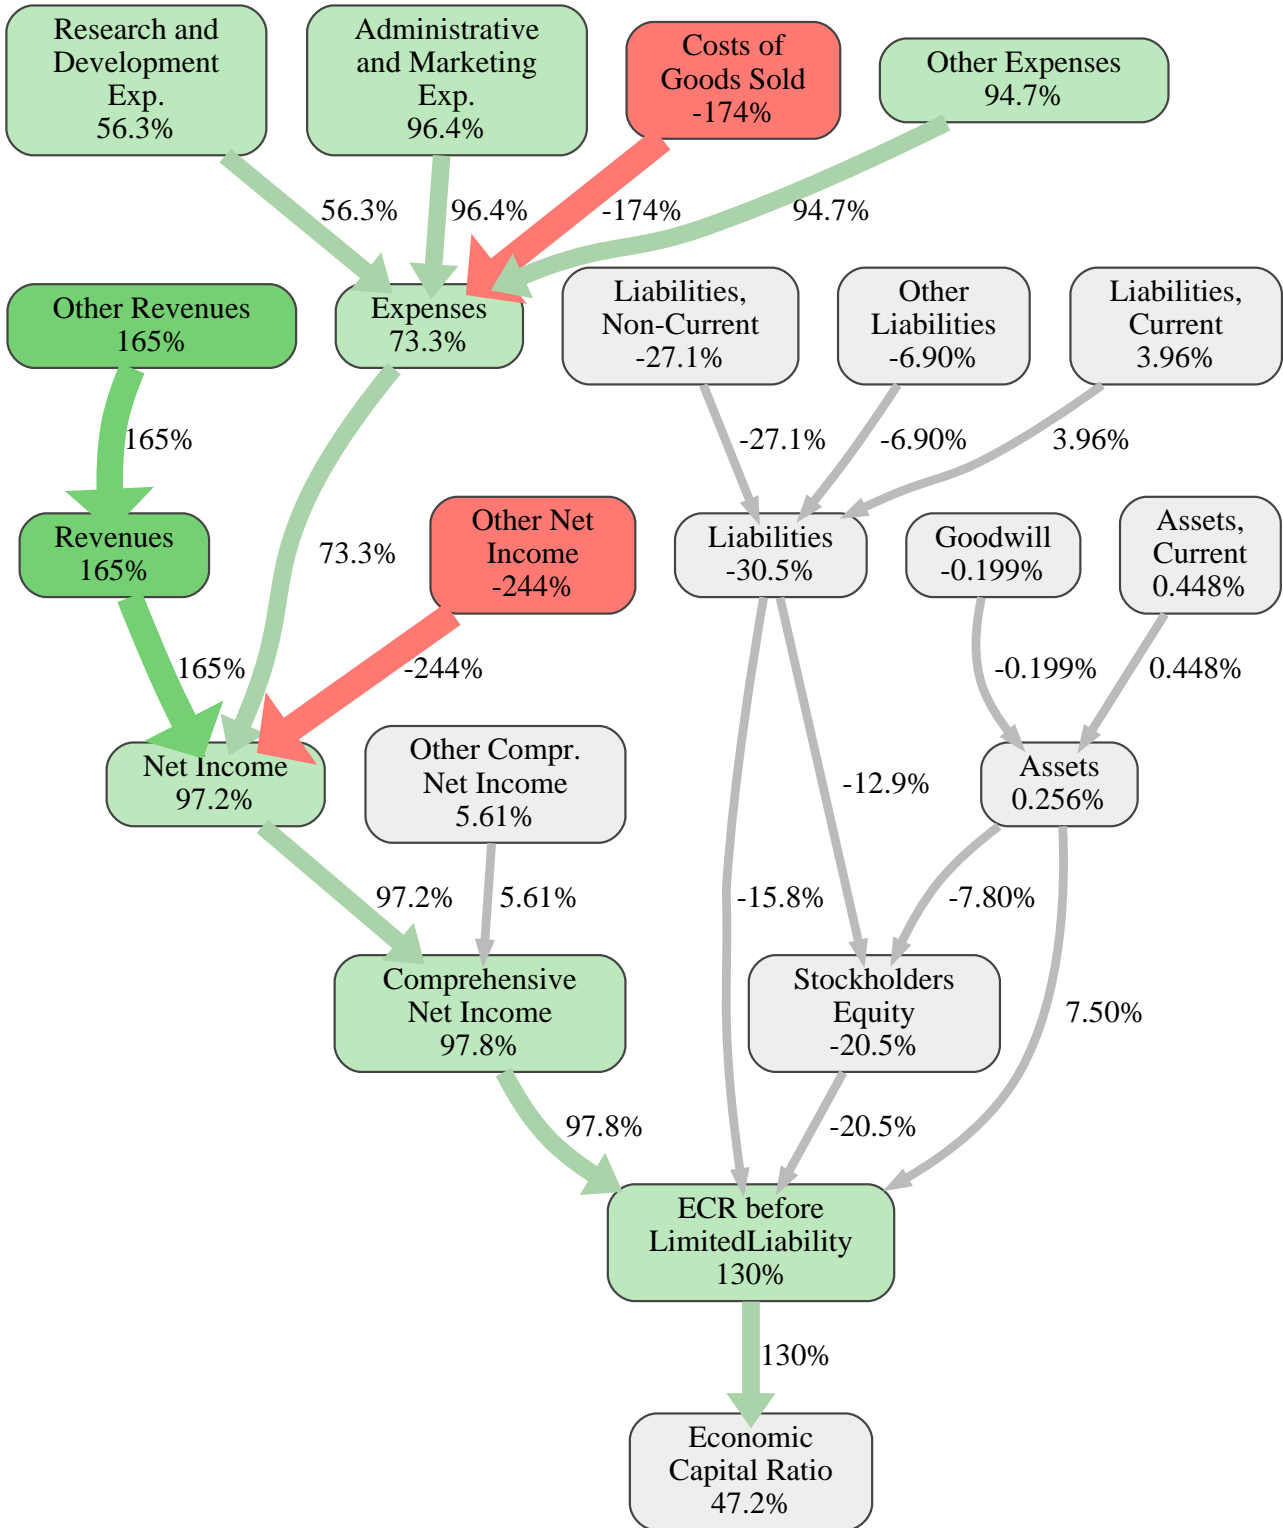 Research and
Development
Exp.
56.3%
Administrative
and Marketing
Exp.
96.4%
Costs of
Goods Sold
-174%
Other Expenses
94.7%
56.3%
96.4%
-174%
94.7%
Other Revenues
165%
Expenses
73.3%
Liabilities,
Non-Current
-27.1%
Other
Liabilities
-6.90%
Liabilities,
Current
3.96%
165%
-27.1%
-6.90%
3.96%
Revenues
165%
73.3%
Other Net
Income
-244%
Liabilities
-30.5%
Goodwill
-0.199%
Assets,
Current
0.448%
165%
-244%
-0.199%
0.448%
Net Income
97.2%
Other Compr.
Net Income
5.61%
-12.9%
Assets
0.256%
97.2%
5.61%
-15.8%
-7.80%
Comprehensive
Net Income
97.8%
Stockholders
Equity
-20.5%
7.50%
97.8%
-20.5%
ECR before
LimitedLiability
130%
130%
Economic
Capital Ratio
47.2%